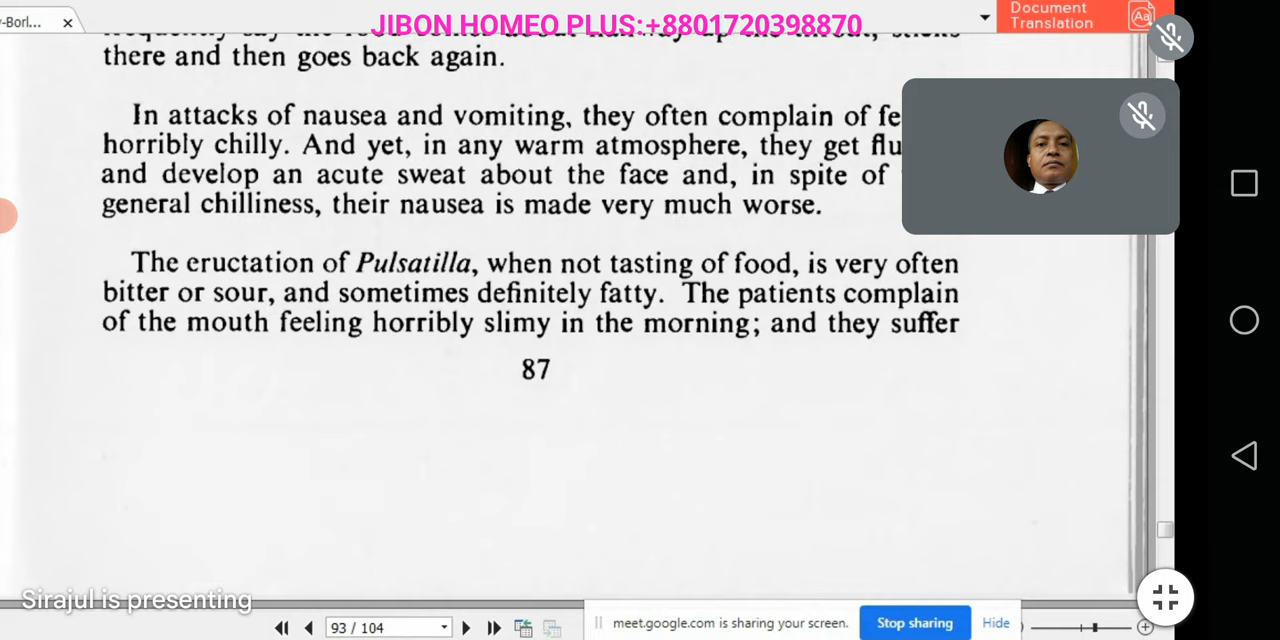 Document
Translation
-Borl...
JIBON HOMEO PLUS:+8801720398870
there and then goes back again.
In attacks of nausea and vomiting, they often complain of fe
horribly chilly. And yet, in any warm atmosphere, they get flu
and develop an acute sweat about the face and, in spite of
general chilliness, their nausea is made very much worse.
The eructation of Pulsatilla, when not tasting of food, is very often
bitter or sour, and sometimes definitely fatty. The patients complain
of the mouth feeling horribly slimy in the morning; and they suffer
87
Sirajul is presenting
93 / 104
meet.google.com is sharing your screen.
Stop sharing
Hide